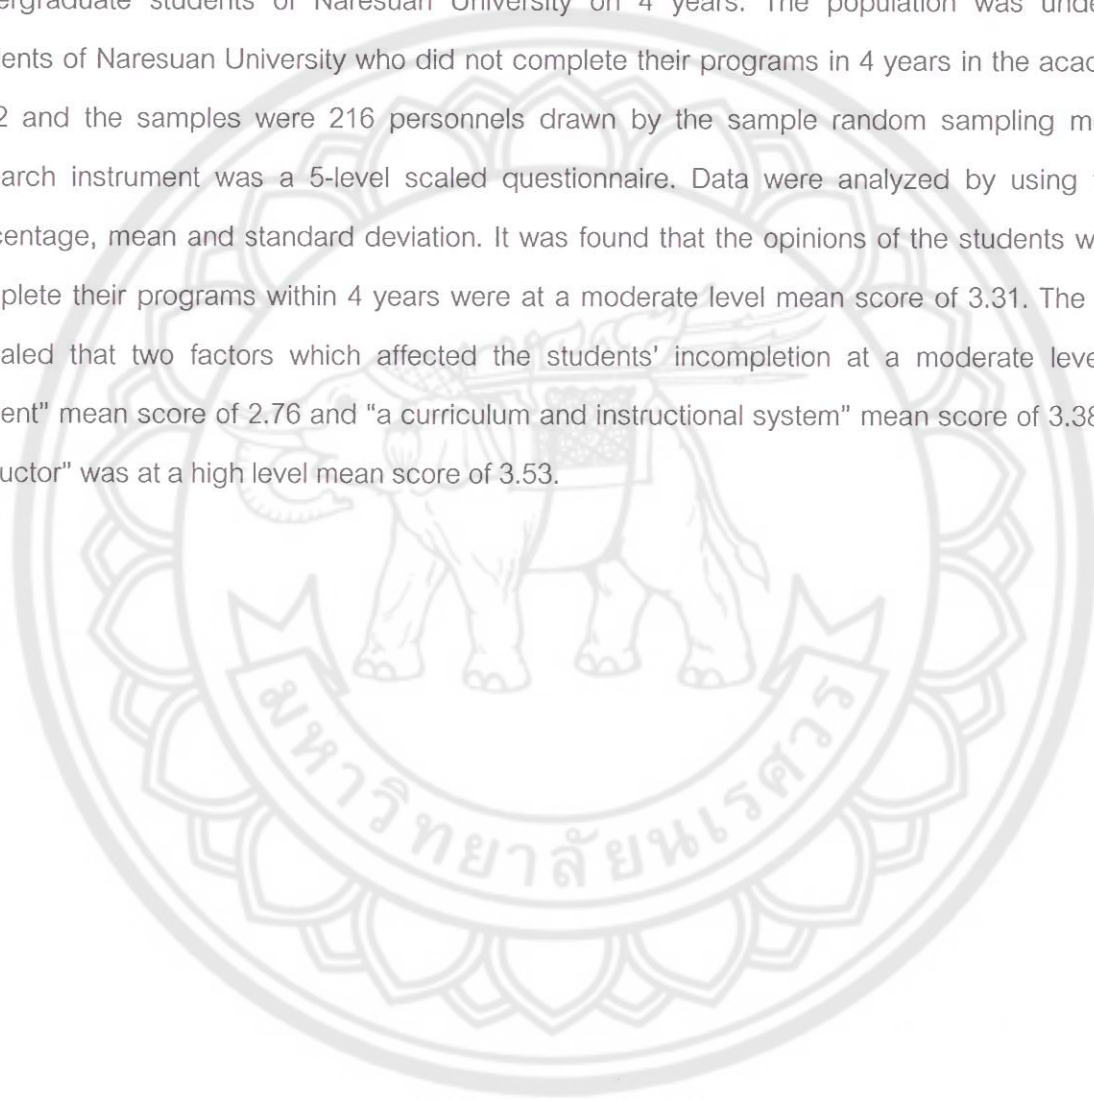 ergraduate students of Naresuan University on 4 years. The population was unde
ents of Naresuan University who did not complete their programs in 4 years in the acad
2 and the samples were 216 personnels drawn by the sample random sampling m
arch instrument was a 5-level scaled questionnaire. Data were analyzed by using
entage, mean and standard deviation. It was found that the opinions of the students w
plete their programs within 4 years were at a moderate level mean score of 3.31. The
aled that two factors which affected the students' incompletion at a moderate leve
ent" mean score of 2.76 and "a curriculum and instructional system" mean score of 3.38
uctor" was at a high level mean score of 3.53.
มหาวิทยาลัยนเรศวร